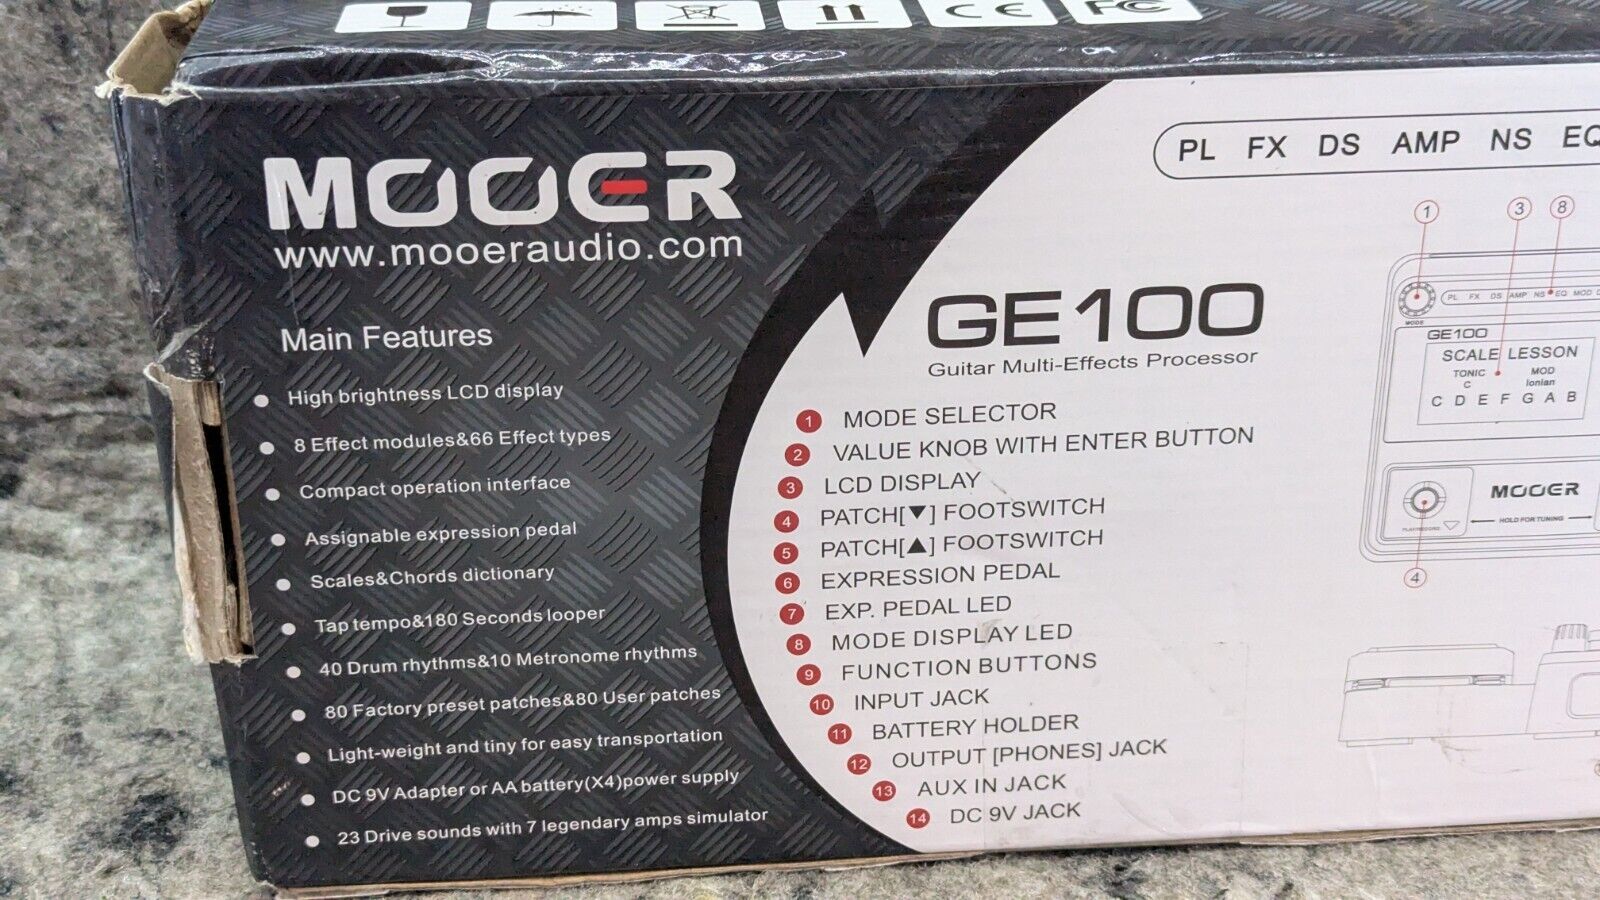 CE FC
MOOER
www.mooeraudio.com
Main Features
High brightness LCD display
8 Effect modules&66 Effect types
Compact operation interface
Assignable expression pedal
Scales&Chords dictionary
Tap tempo&180 Seconds looper
40 Drum rhythms&10 Metronome rhythms
80 Factory preset patches&80 User patches
Light-weight and tiny for easy transportation
DC 9V Adapter or AA battery(X4)power supply
23 Drive sounds with 7 legendary amps simulator
PL FX DS AMP NS EQ
GE100
Guitar Multi-Effects Processor
1 MODE SELECTOR
2 VALUE KNOB WITH ENTER BUTTON
3 LCD DISPLAY
4 PATCH[▼] FOOTSWITCH
5 PATCH[▲] FOOTSWITCH
6 EXPRESSION PEDAL
7 EXP. PEDAL LED
8 MODE DISPLAY LED
9 FUNCTION BUTTONS
10 INPUT JACK
11 BATTERY HOLDER
12 OUTPUT [PHONES] JACK
13 AUX IN JACK
14 DC 9V JACK
1 3 8
PL FX DS AMP NS EQ MOD D
MODE
GE100
SCALE LESSON
TONIC MOD
C Ionian
C D E F G A B
MOOER
PLAY/RECORD HOLD FOR TUNING
4